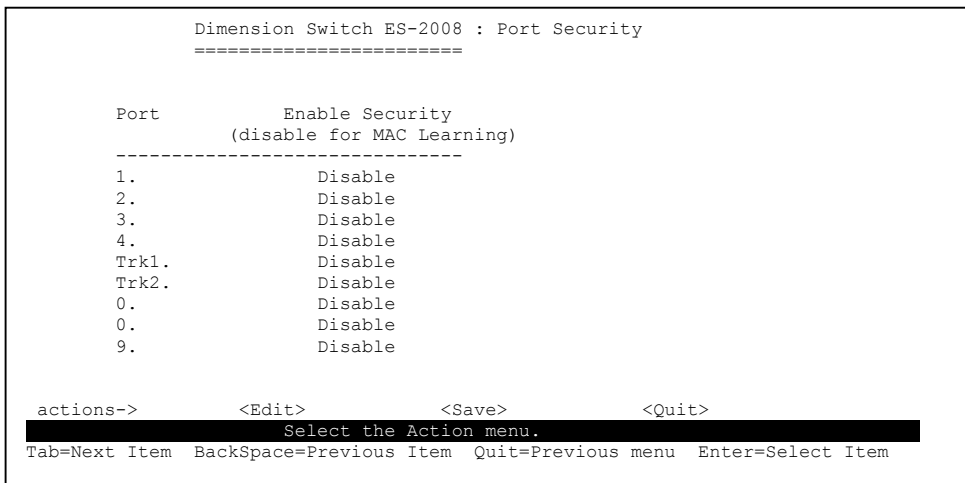 Dimension Switch ES-2008 : Port Security
========================
Port Enable Security
(disable for MAC Learning)
-------------------------------
1. Disable
2. Disable
3. Disable
4. Disable
Trk1. Disable
Trk2. Disable
0. Disable
0. Disable
9. Disable
actions-> <Edit> <Save> <Quit>
Select the Action menu.
Tab=Next Item BackSpace=Previous Item Quit=Previous menu Enter=Select Item